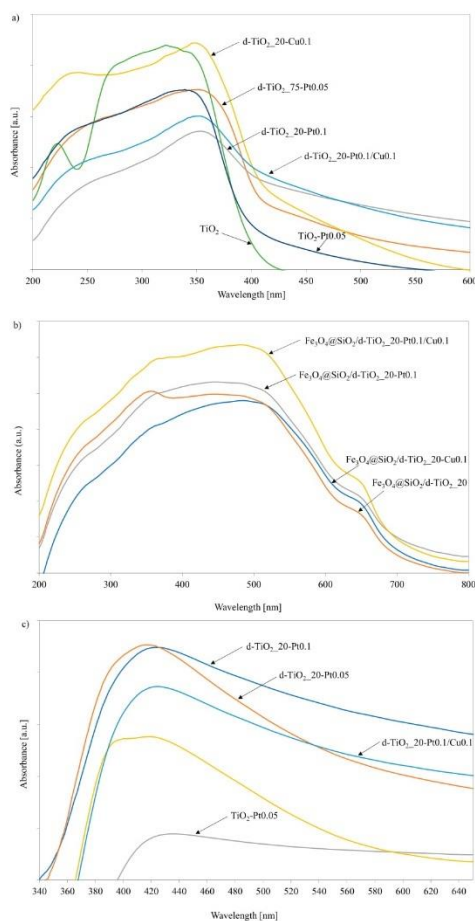 a)
d-TiO₂_20-Cu0.1
d-TiO₂_75-Pt0.05
d-TiO₂_20-Pt0.1
d-TiO₂_20-Pt0.1/Cu0.1
TiO₂
TiO₂-Pt0.05
Absorbance [a.u.]
200 250 300 350 400 450 500 550 600
Wavelength [nm]
b)
Fe₃O₄@SiO₂/d-TiO₂_20-Pt0.1/Cu0.1
Fe₃O₄@SiO₂/d-TiO₂_20-Pt0.1
Fe₃O₄@SiO₂/d-TiO₂_20-Cu0.1
Fe₃O₄@SiO₂/d-TiO₂_20
Absorbance (a.u.)
200 300 400 500 600 700 800
Wavelength [nm]
c)
d-TiO₂_20-Pt0.1
d-TiO₂_20-Pt0.05
d-TiO₂_20-Pt0.1/Cu0.1
TiO₂-Pt0.05
Absorbance [a.u.]
340 360 380 400 420 440 460 480 500 520 540 560 580 600 620 640
Wavelength [nm]